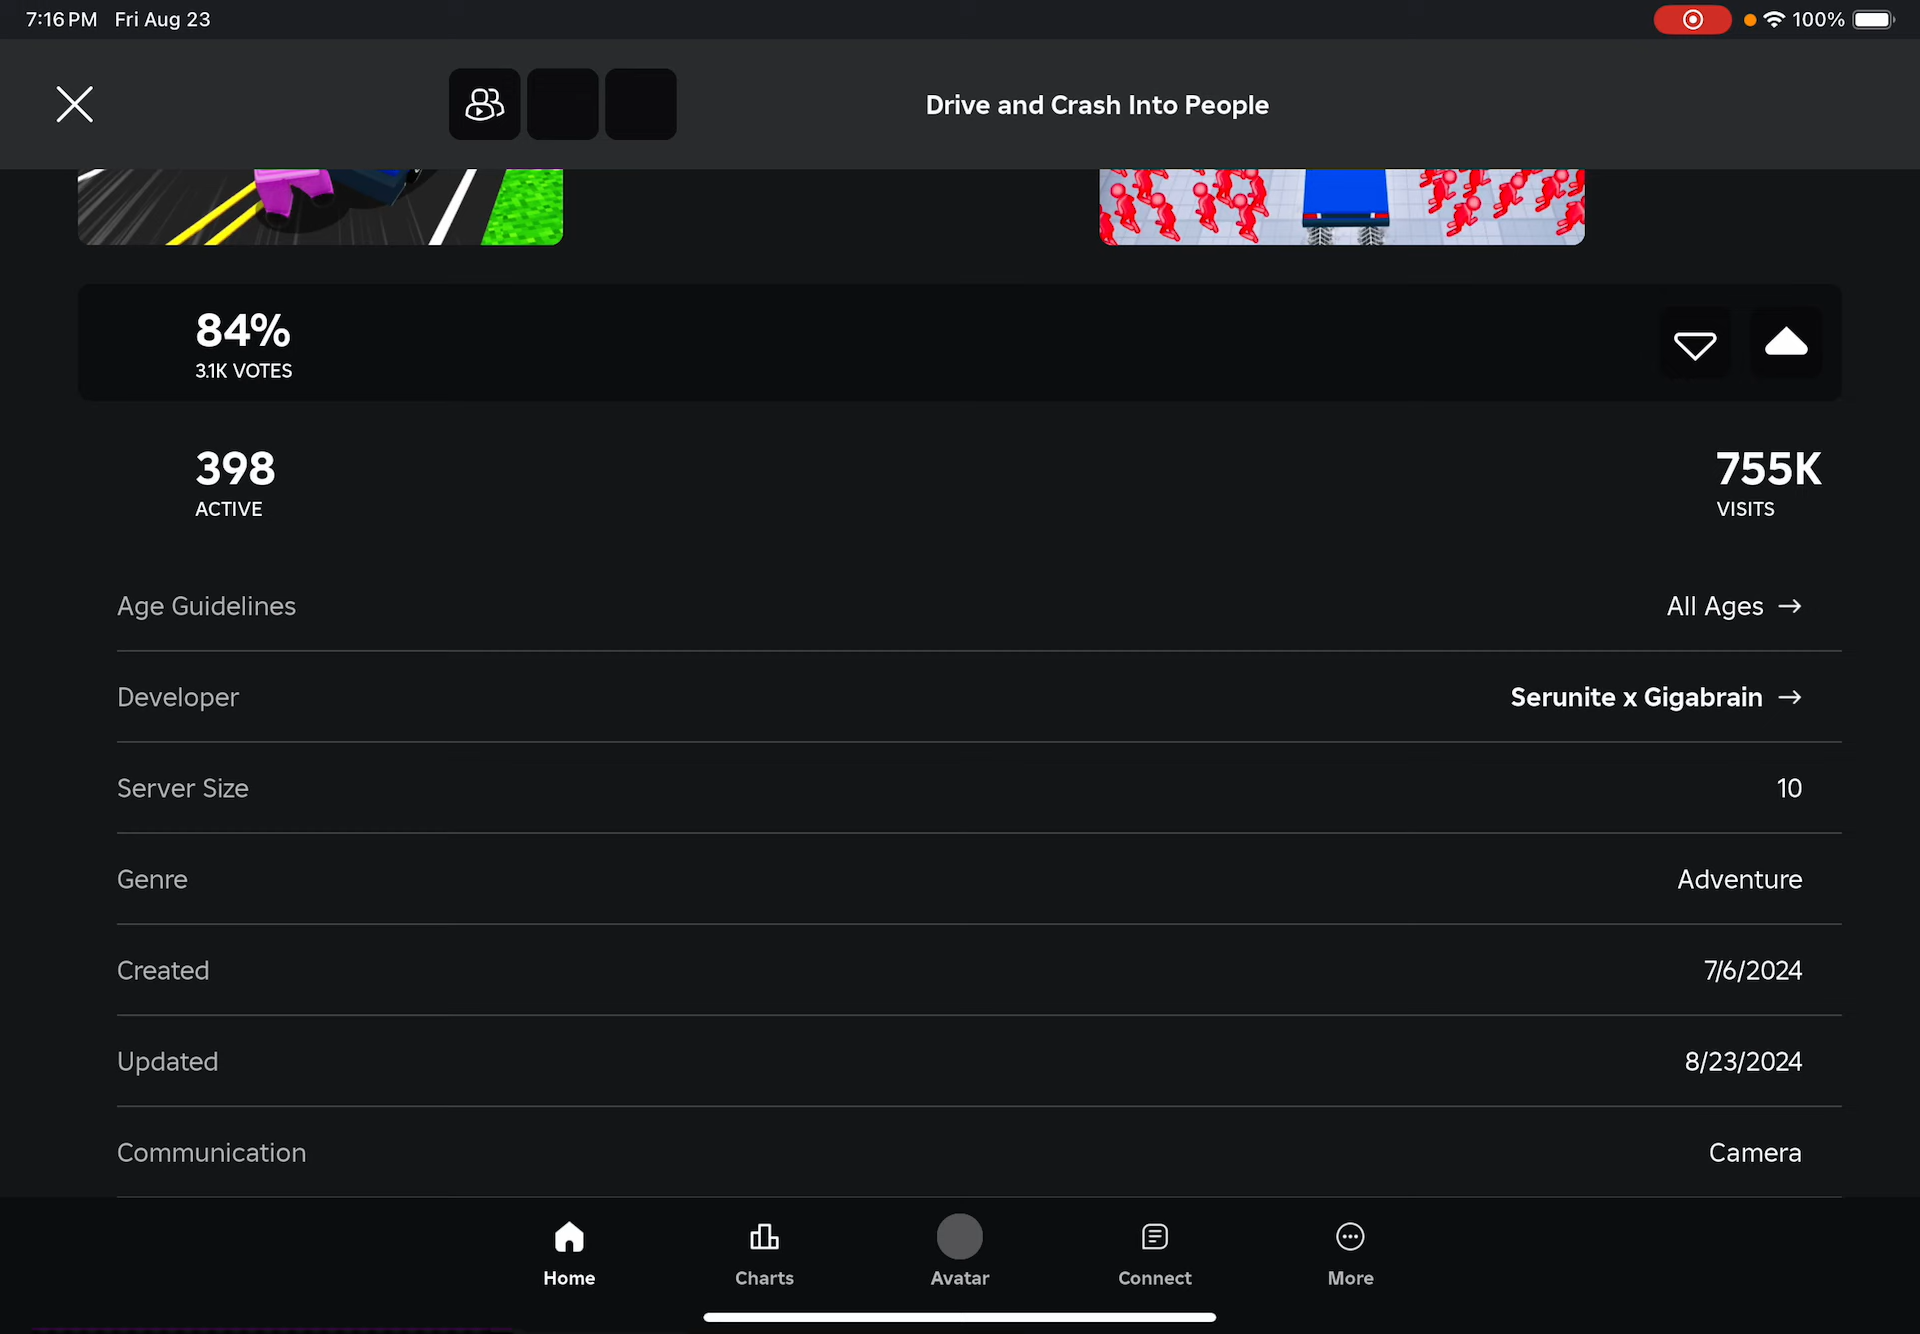 7:16 PM Fri Aug 23
100%
Drive and Crash Into People
84%
3.1K VOTES
398
ACTIVE
755K
VISITS
Age Guidelines
All Ages
Developer
Serunite x Gigabrain
Server Size
10
Genre
Adventure
Created
7/6/2024
Updated
8/23/2024
Communication
Camera
Home
Charts
Avatar
Connect
More